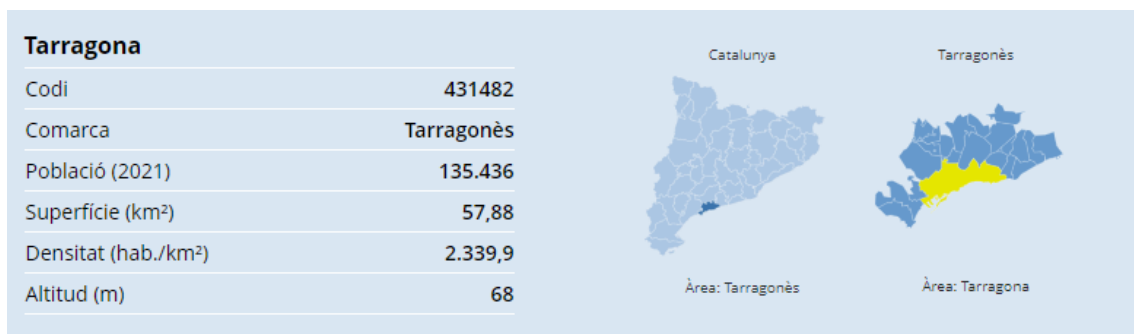 Tarragona
Codi 431482
Comarca Tarragonès
Població (2021) 135.436
Superfície (km²) 57,88
Densitat (hab./km²) 2.339,9
Altitud (m) 68
Catalunya
Àrea: Tarragonès
Tarragonès
Àrea: Tarragona